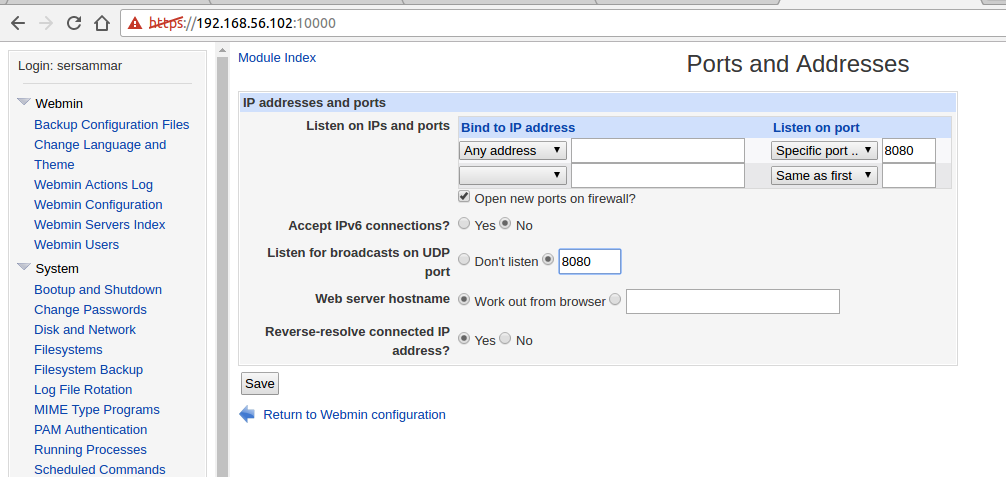 https://192.168.56.102:10000
Login: sersammar
Webmin
Backup Configuration Files
Change Language and
Theme
Webmin Actions Log
Webmin Configuration
Webmin Servers Index
Webmin Users
System
Bootup and Shutdown
Change Passwords
Disk and Network
Filesystems
Filesystem Backup
Log File Rotation
MIME Type Programs
PAM Authentication
Running Processes
Scheduled Commands
Module Index
Ports and Addresses
IP addresses and ports
Listen on IPs and ports
Bind to IP address Listen on port
Any address Specific port .. 8080
Same as first
Open new ports on firewall?
Accept IPv6 connections? Yes No
Listen for broadcasts on UDP
port
Don't listen 8080
Web server hostname Work out from browser
Reverse-resolve connected IP
address?
Yes No
Save
Return to Webmin configuration